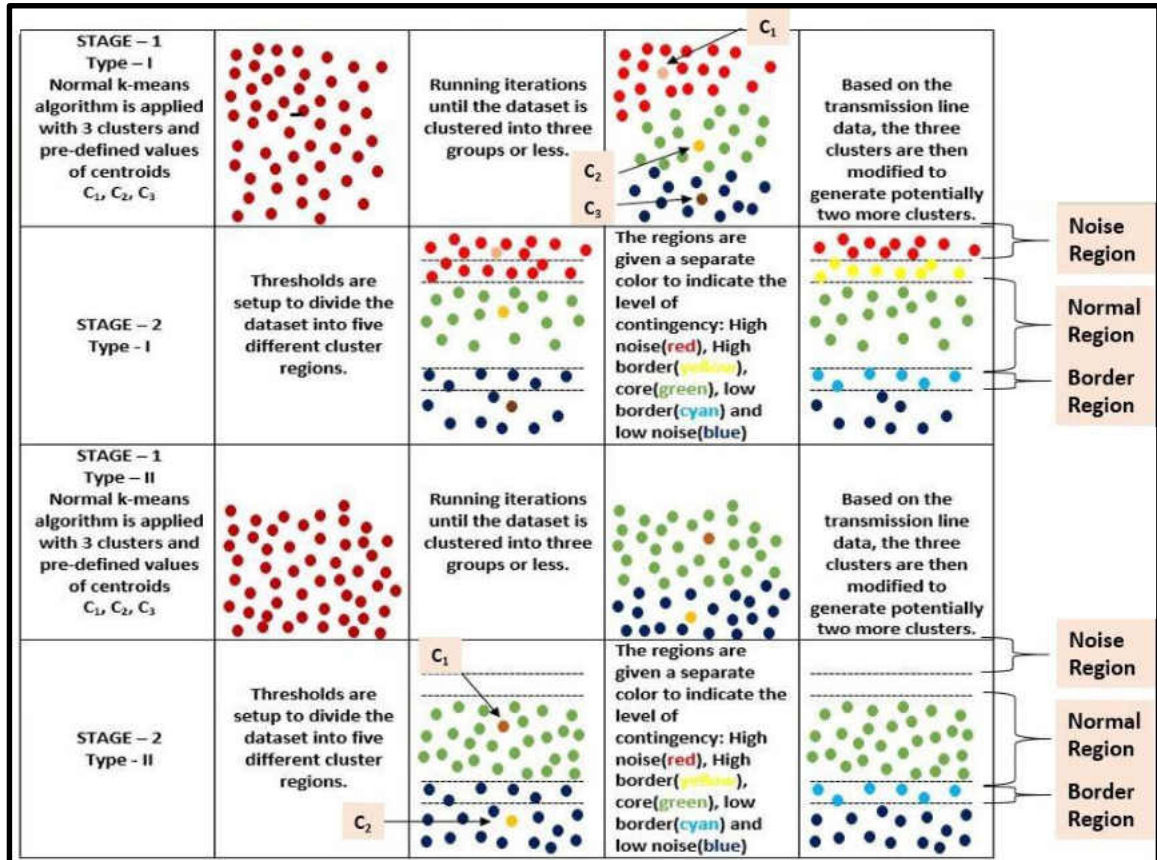 STAGE – 1
Type – I
Normal k-means
algorithm is applied
with 3 clusters and
pre-defined values
of centroids
C₁, C₂, C₃
Running iterations
until the dataset is
clustered into three
groups or less.
C₁
C₂
C₃
Based on the
transmission line
data, the three
clusters are then
modified to
generate potentially
two more clusters.
STAGE – 2
Type - I
Thresholds are
setup to divide the
dataset into five
different cluster
regions.
The regions are
given a separate
color to indicate the
level of
contingency: High
noise(red), High
border(yellow),
core(green), low
border(cyan) and
low noise(blue)
Noise
Region
Normal
Region
Border
Region
STAGE – 1
Type – II
Normal k-means
algorithm is applied
with 3 clusters and
pre-defined values
of centroids
C₁, C₂, C₃
Running iterations
until the dataset is
clustered into three
groups or less.
Based on the
transmission line
data, the three
clusters are then
modified to
generate potentially
two more clusters.
STAGE – 2
Type - II
Thresholds are
setup to divide the
dataset into five
different cluster
regions.
C₁
C₂
The regions are
given a separate
color to indicate the
level of
contingency: High
noise(red), High
border(yellow),
core(green), low
border(cyan) and
low noise(blue)
Noise
Region
Normal
Region
Border
Region